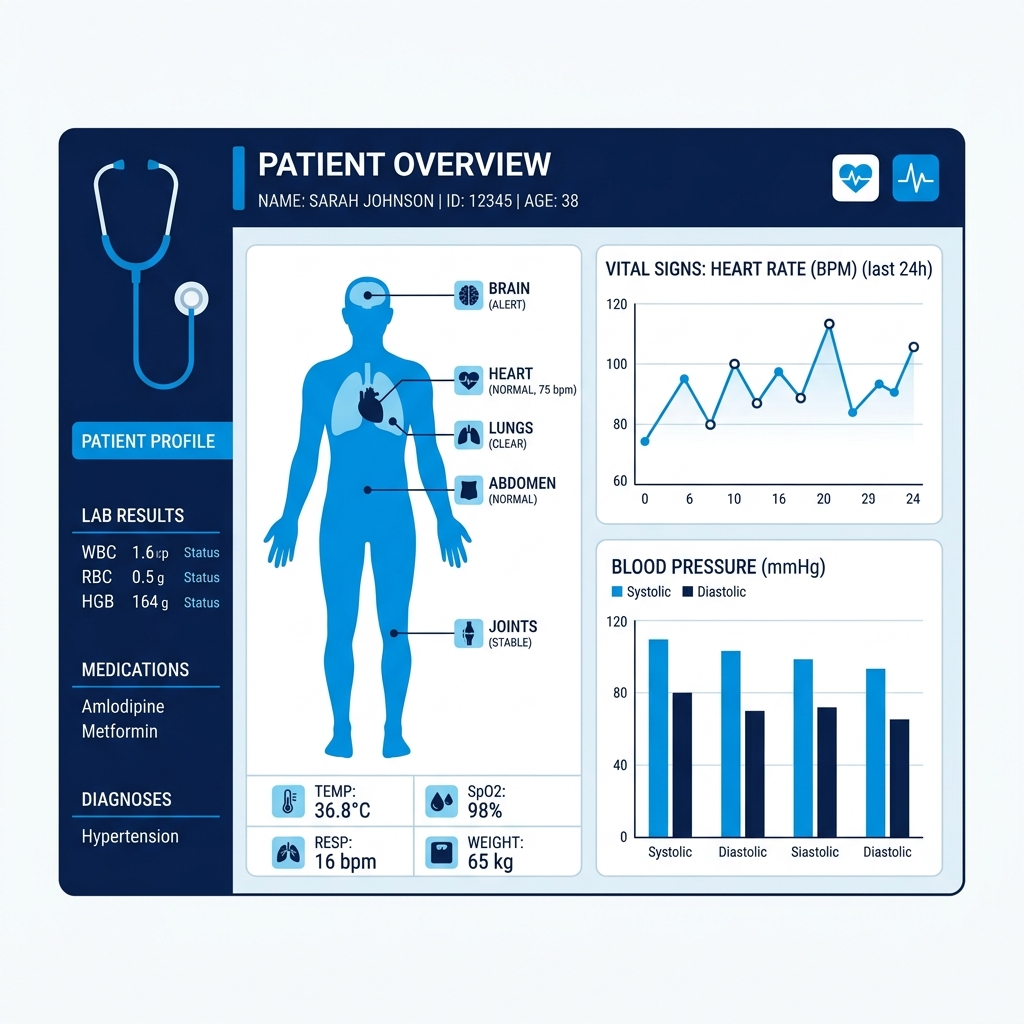 PATIENT OVERVIEW
NAME: SARAH JOHNSON | ID: 12345 | AGE: 38
PATIENT PROFILE
LAB RESULTS
WBC 1.6 Status
RBC 0.5 g Status
HGB 164 g Status
MEDICATIONS
Amlodipine
Metformin
DIAGNOSES
Hypertension
BRAIN
(ALERT)
HEART
(NORMAL, 75 bpm)
LUNGS
(CLEAR)
ABDOMEN
(NORMAL)
JOINTS
(STABLE)
TEMP:
36.8°C
SpO2:
98%
RESP:
16 bpm
WEIGHT:
65 kg
VITAL SIGNS: HEART RATE (BPM) (last 24h)
120
100
80
60
0 6 10 16 20 29 24
BLOOD PRESSURE (mmHg)
Systolic Diastolic
120
80
40
0
Systolic Diastolic Siastolic Diastolic